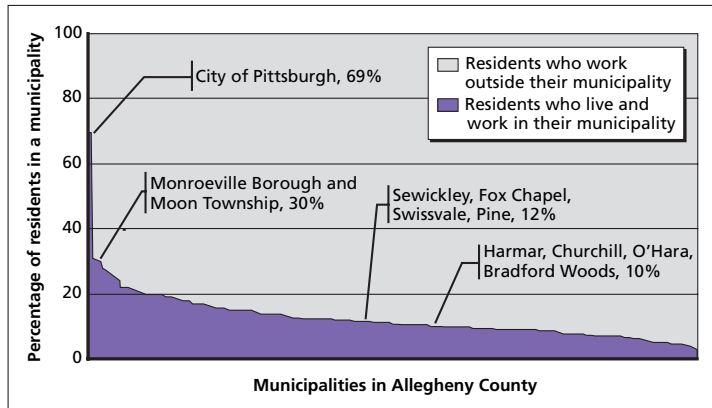 Percentage of residents in a municipality
100
80
60
40
20
0
City of Pittsburgh, 69%
Residents who work
outside their municipality
Residents who live and
work in their municipality
Monroeville Borough and
Moon Township, 30%
Sewickley, Fox Chapel,
Swissvale, Pine, 12%
Harmar, Churchill, O'Hara,
Bradford Woods, 10%
Municipalities in Allegheny County